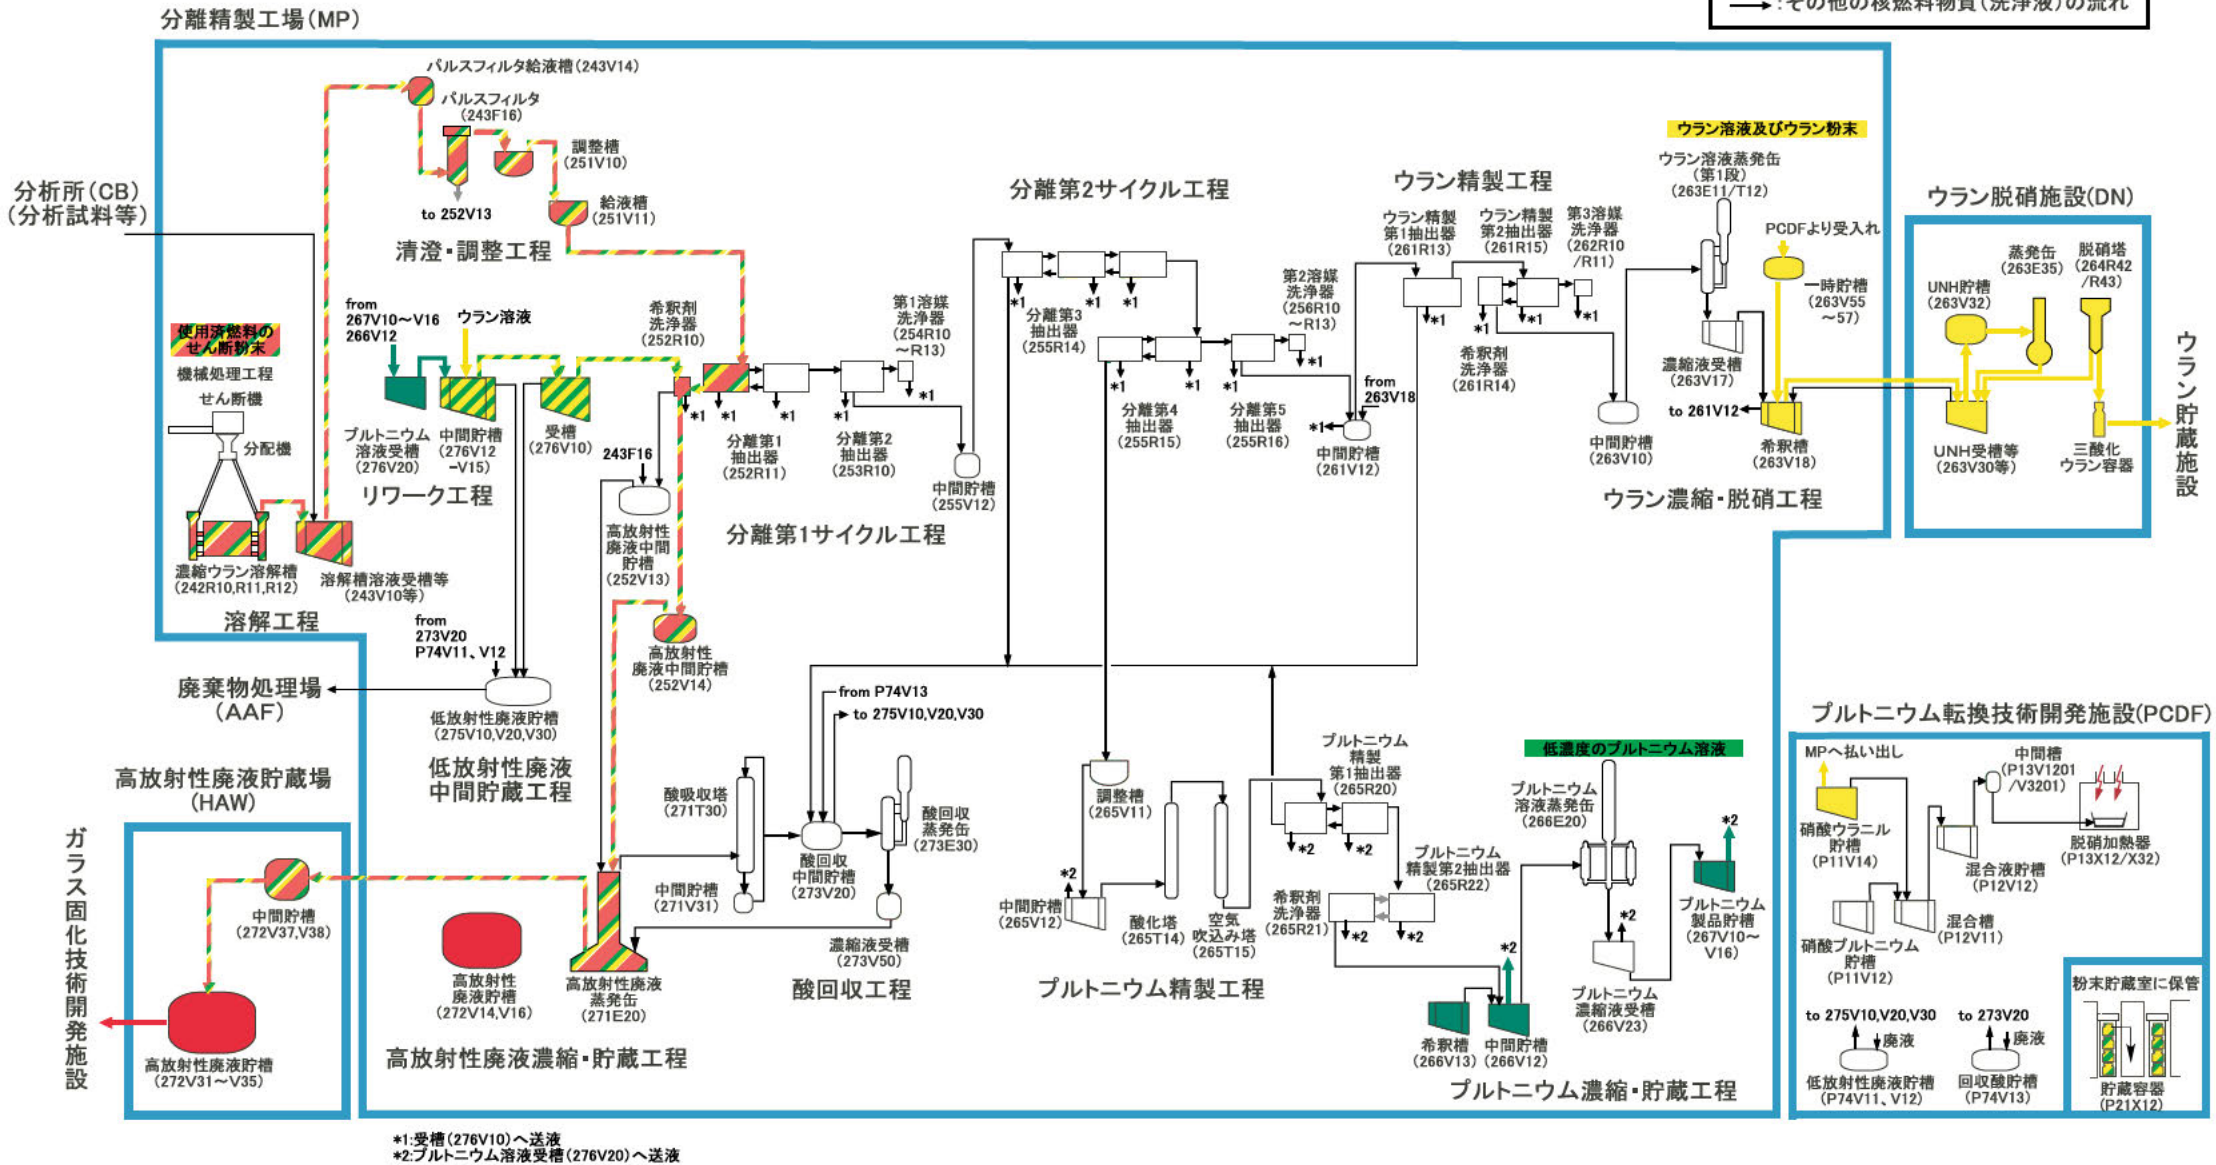 分離精製工場(MP)
:その他の核燃料物質(洗浄液)の流れ
パルスフィルタ給液槽(243V14)
パルスフィルタ
(243F16)
調整槽
(251V10)
to 252V13
給液槽
(251V11)
清澄・調整工程
分析所(CB)
(分析試料等)
from
267V10~V16
266V12
ウラン溶液
使用済燃料の
せん断粉末
機械処理工程
せん断機
分配機
プルトニウム
溶液受槽
(276V20)
中間貯槽
(276V12
-V15)
受槽
(276V10)
リワーク工程
濃縮ウラン溶解槽
(242R10,R11,R12)
溶解槽溶液受槽等
(243V10等)
溶解工程
希釈剤
洗浄器
(252R10)
第1溶媒
洗浄器
(254R10
~R13)
*1
*1
*1
*1
*1
分離第1
抽出器
(252R11)
分離第2
抽出器
(253R10)
243F16
高放射性
廃液中間
貯槽
(252V13)
中間貯槽
(255V12)
分離第1サイクル工程
高放射性
廃液中間貯槽
(252V14)
from
273V20
P74V11、V12
廃棄物処理場
(AAF)
低放射性廃液貯槽
(275V10,V20,V30)
低放射性廃液
中間貯蔵工程
分離第2サイクル工程
*1
*1
*1
分離第3
抽出器
(255R14)
第2溶媒
洗浄器
(256R10
~R13)
*1
*1
*1
*1
分離第4
抽出器
(255R15)
分離第5
抽出器
(255R16)
from
263V18
*1
中間貯槽
(261V12)
ウラン精製工程
ウラン精製
第1抽出器
(261R13)
ウラン精製
第2抽出器
(261R15)
第3溶媒
洗浄器
(262R10
/R11)
*1
*1
*1
*1
希釈剤
洗浄器
(261R14)
中間貯槽
(263V10)
ウラン溶液及びウラン粉末
ウラン溶液蒸発缶
(第1段)
(263E11/T12)
PCDFより受入れ
一時貯槽
(263V55
~57)
濃縮液受槽
(263V17)
to 261V12
希釈槽
(263V18)
ウラン濃縮・脱硝工程
ウラン脱硝施設(DN)
蒸発缶
(263E35)
脱硝塔
(264R42
/R43)
UNH貯槽
(263V32)
UNH受槽等
(263V30等)
三酸化
ウラン容器
ウラン貯蔵施設
高放射性廃液貯蔵場
(HAW)
中間貯槽
(272V37,V38)
高放射性廃液貯槽
(272V31~V35)
ガラス固化技術開発施設
高放射性
廃液貯槽
(272V14,V16)
高放射性廃液
蒸発缶
(271E20)
高放射性廃液濃縮・貯蔵工程
from P74V13
to 275V10,V20,V30
酸吸収塔
(271T30)
中間貯槽
(271V31)
酸回収
中間貯槽
(273V20)
酸回収
蒸発缶
(273E30)
濃縮液受槽
(273V50)
酸回収工程
調整槽
(265V11)
*2
中間貯槽
(265V12)
酸化塔
(265T14)
空気
吹込み塔
(265T15)
プルトニウム
精製
第1抽出器
(265R20)
*2
*2
プルトニウム
精製第2抽出器
(265R22)
希釈剤
洗浄器
(265R21)
*2
*2
プルトニウム精製工程
低濃度のプルトニウム溶液
プルトニウム
溶液蒸発缶
(266E20)
*2
*2
*2
プルトニウム
製品貯槽
(267V10~
V16)
プルトニウム
濃縮液受槽
(266V23)
希釈槽
(266V13)
中間貯槽
(266V12)
プルトニウム濃縮・貯蔵工程
プルトニウム転換技術開発施設(PCDF)
MPへ払い出し
硝酸ウラニル
貯槽
(P11V14)
中間槽
(P13V1201
/V3201)
脱硝加熱器
(P13X12/X32)
混合液貯槽
(P12V12)
混合槽
(P12V11)
硝酸プルトニウム
貯槽
(P11V12)
to 275V10,V20,V30
廃液
低放射性廃液貯槽
(P74V11、V12)
to 273V20
廃液
回収酸貯槽
(P74V13)
粉末貯蔵室に保管
貯蔵容器
(P21X12)
*1:受槽(276V10)へ送液
*2:プルトニウム溶液受槽(276V20)へ送液